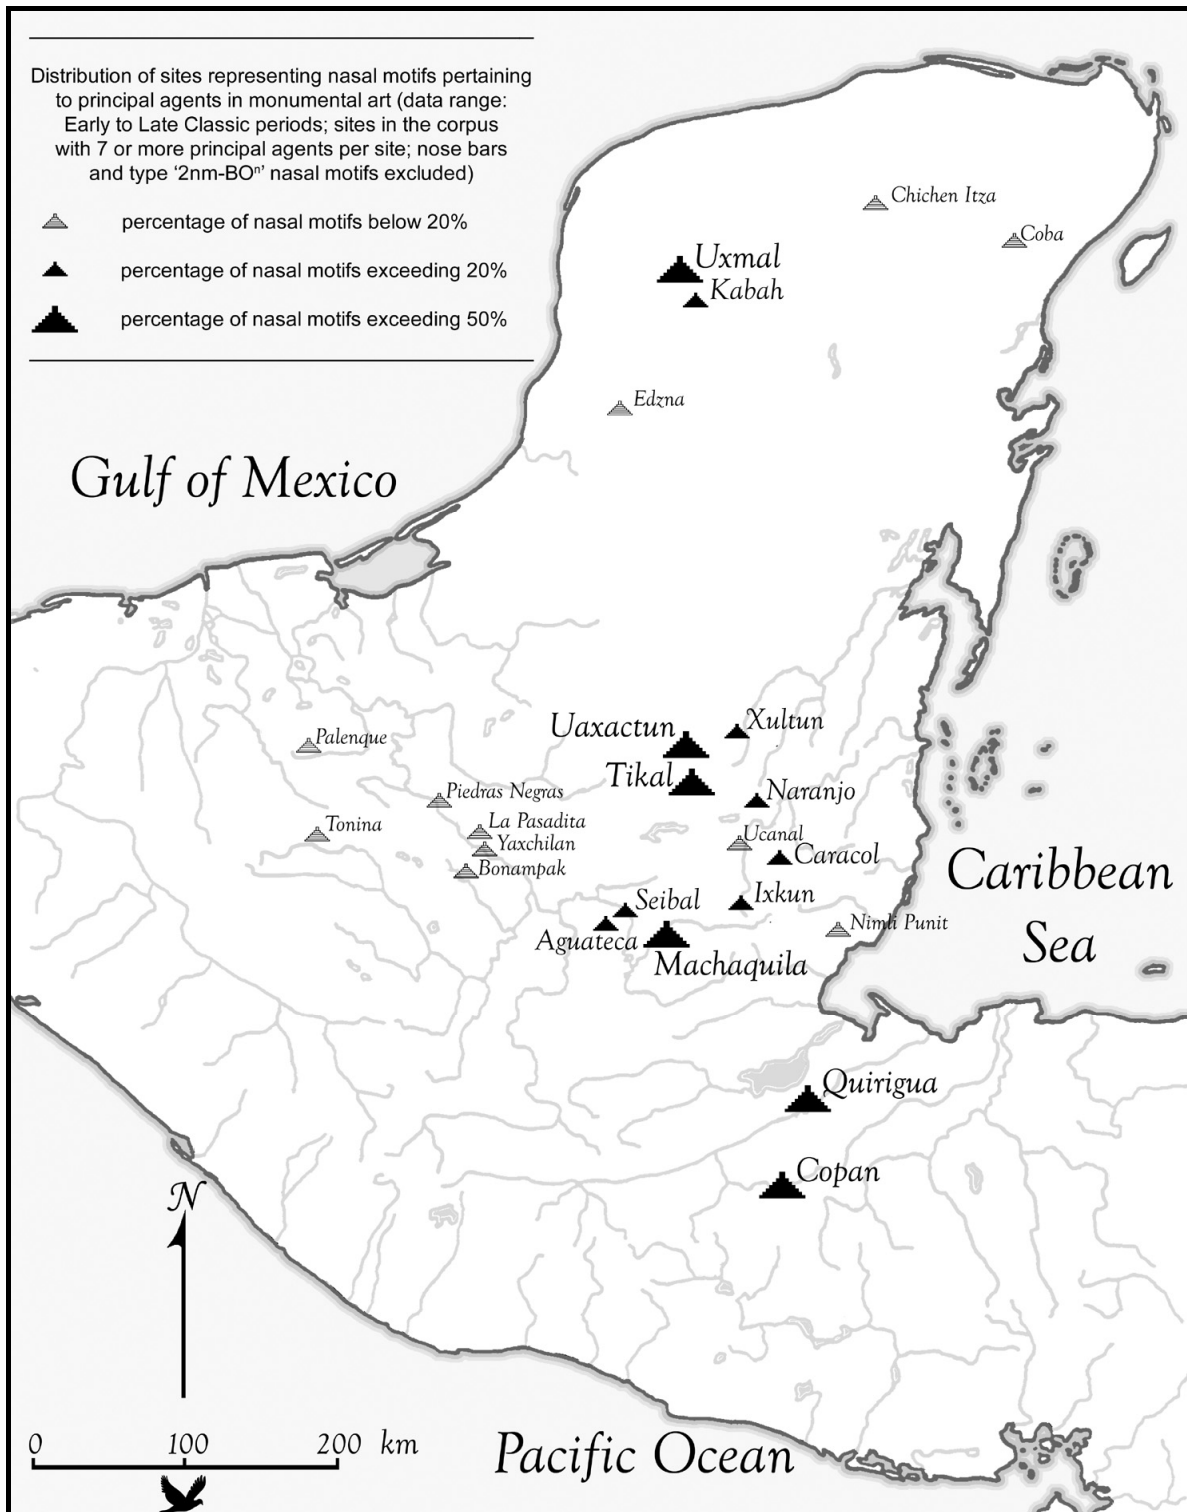 Distribution of sites representing nasal motifs pertaining
to principal agents in monumental art (data range:
Early to Late Classic periods; sites in the corpus
with 7 or more principal agents per site; nose bars
and type ‘2nm-BOⁿ’ nasal motifs excluded)
percentage of nasal motifs below 20%
percentage of nasal motifs exceeding 20%
percentage of nasal motifs exceeding 50%
Chichen Itza
Coba
Uxmal
Kabah
Edzna
Gulf of Mexico
Uaxactun
Xultun
Palenque
Tikal
Piedras Negras
Naranjo
La Pasadita
Tonina
Ucanal
Yaxchilan
Caracol
Bonampak
Caribbean
Sea
Seibal
Ixkun
Nimli Punit
Aguateca
Machaquila
Quirigua
Copan
N
0 100 200 km
Pacific Ocean